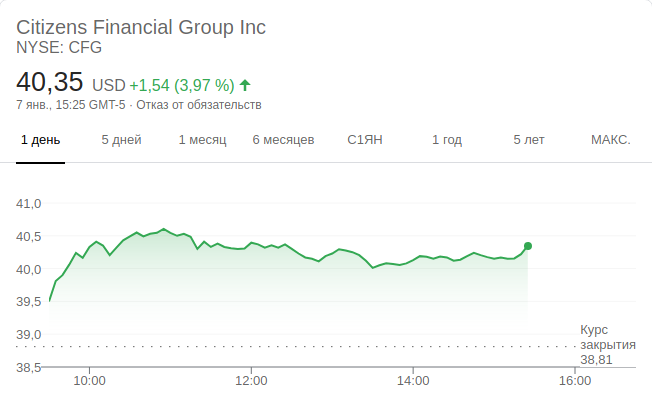 Citizens Financial Group Inc
NYSE: CFG
40,35 USD +1,54 (3,97 %)
7 янв., 15:25 GMT-5 · Отказ от обязательств
1 день 5 дней 1 месяц 6 месяцев С1ЯН 1 год 5 лет МАКС.
41,0
40,5
40,0
39,5
39,0
38,5
Курс
закрытия
38,81
10:00 12:00 14:00 16:00